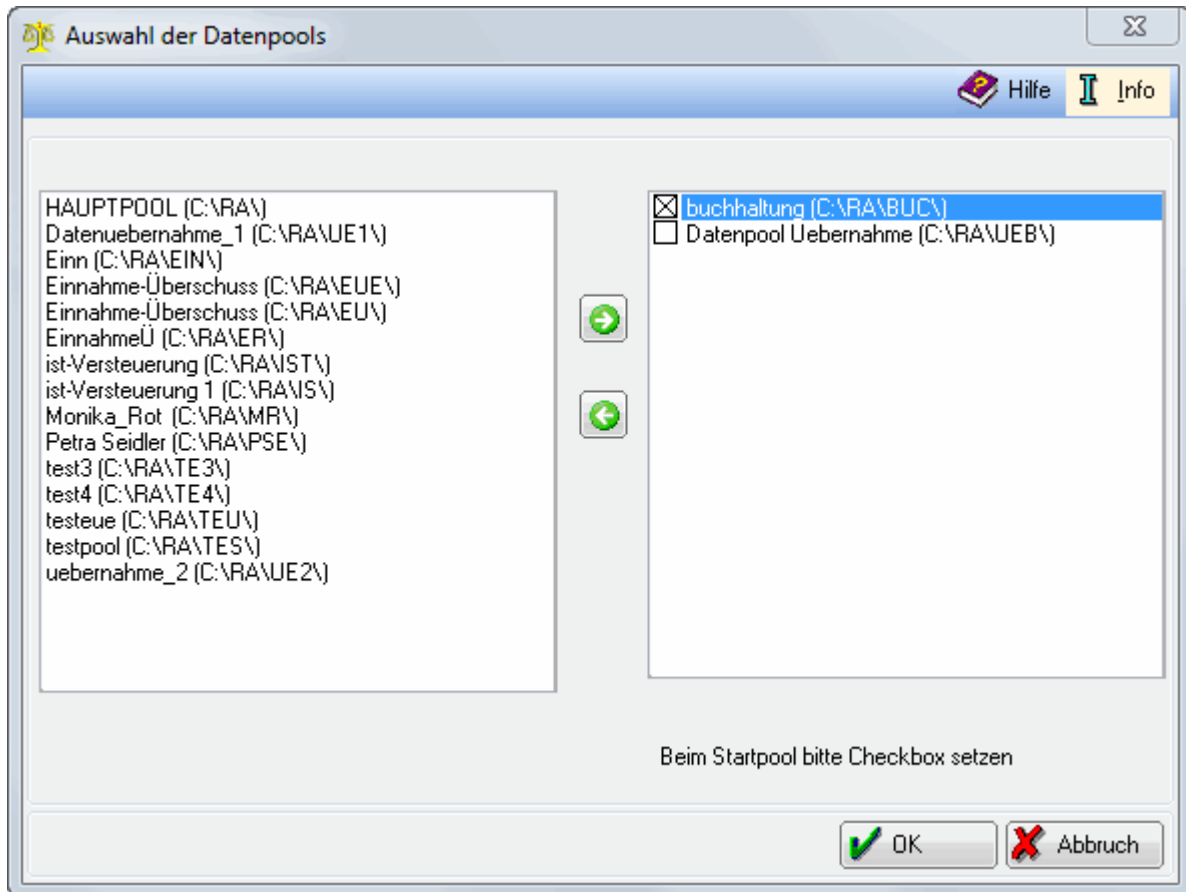 Auswahl der Datenpools
Hilfe
Info
HAUPTPOOL (C:\RA\)
Datenuebernahme_1 (C:\RA\UE1\)
Einn (C:\RA\EIN\)
Einnahme-Überschuss (C:\RA\EUE\)
Einnahme-Überschuss (C:\RA\EU\)
EinnahmeÜ (C:\RA\ER\)
ist-Versteuerung (C:\RA\IST\)
ist-Versteuerung 1 (C:\RA\IS\)
Monika_Rot (C:\RA\MR\)
Petra Seidler (C:\RA\PSE\)
test3 (C:\RA\TE3\)
test4 (C:\RA\TE4\)
testeue (C:\RA\TEU\)
testpool (C:\RA\TES\)
uebernahme_2 (C:\RA\UE2\)
buchhaltung (C:\RA\BUC\)
Datenpool Uebernahme (C:\RA\UEB\)
Beim Startpool bitte Checkbox setzen
OK
Abbruch